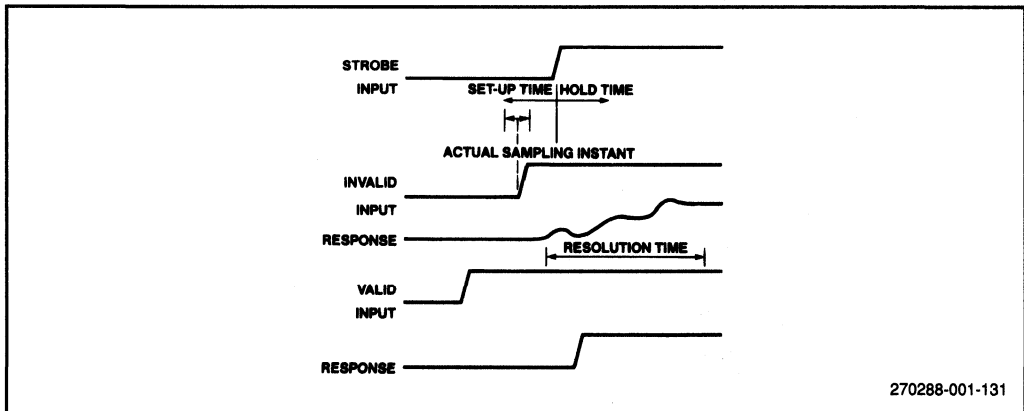 STROBE
INPUT
SET-UP TIME HOLD TIME
ACTUAL SAMPLING INSTANT
INVALID
INPUT
RESPONSE
RESOLUTION TIME
VALID
INPUT
RESPONSE
270288-001-131